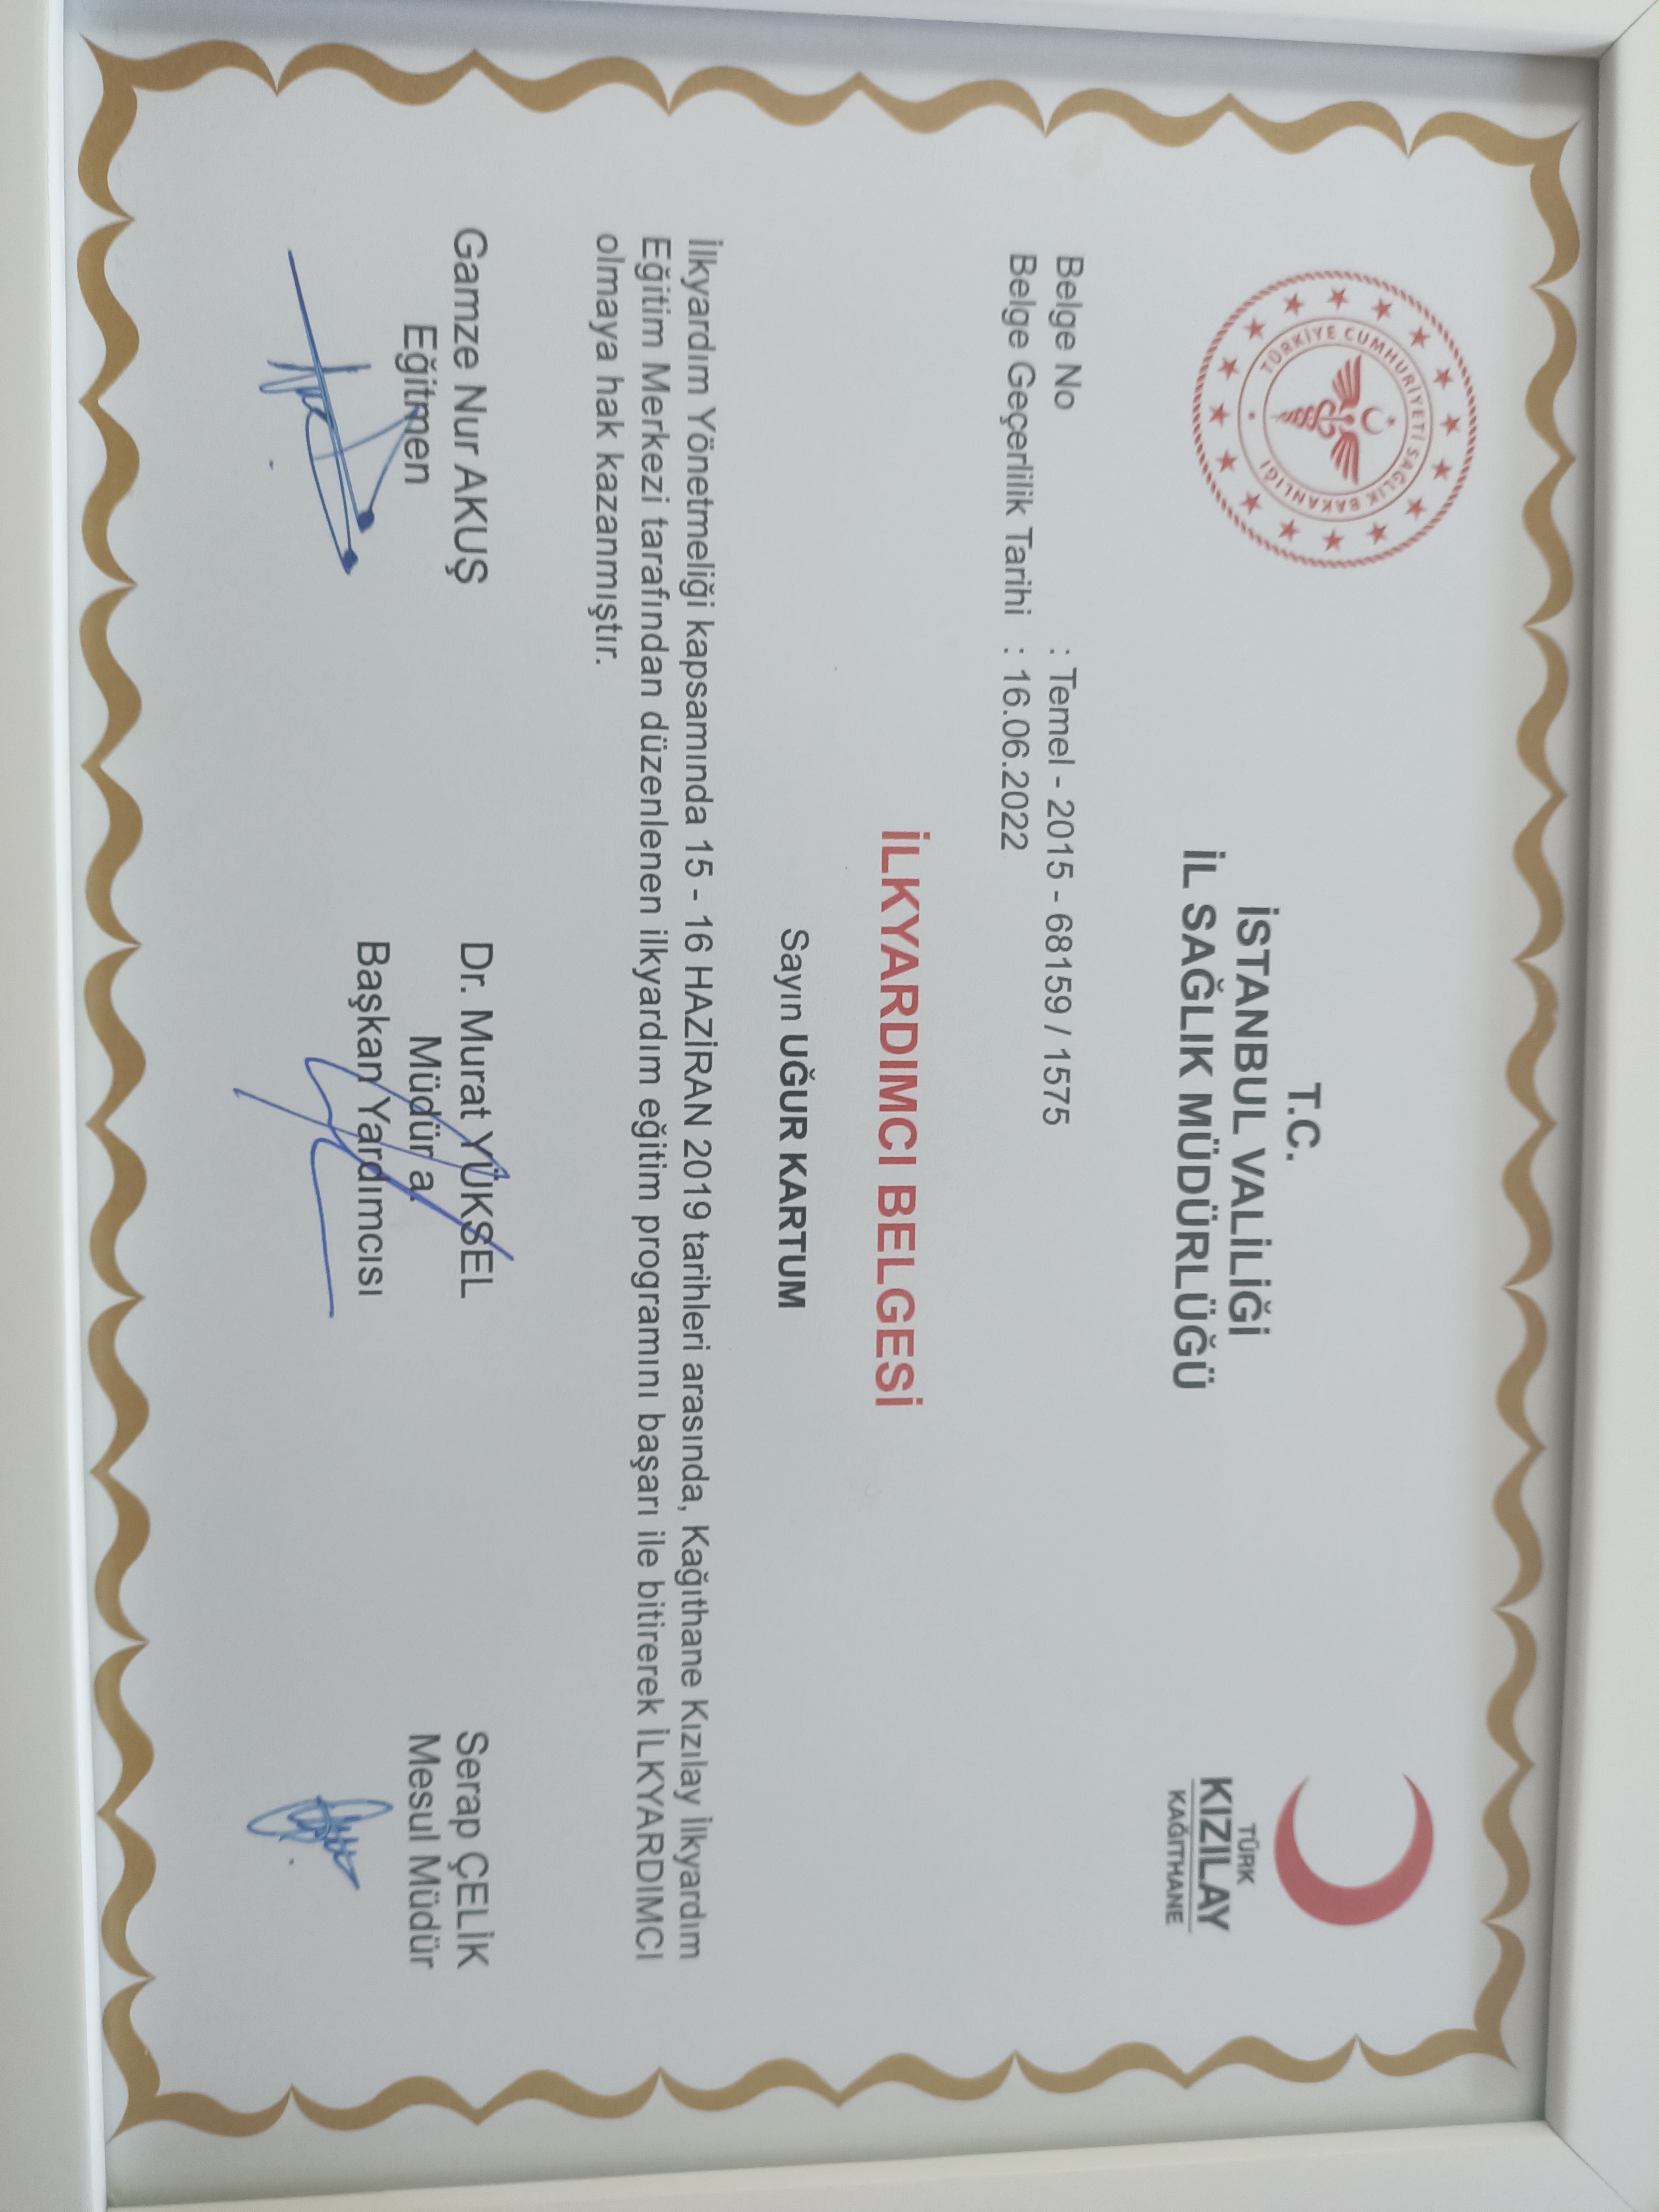 TÜRKİYE CUMHURİYETİ SAĞLIK BAKANLIĞI
T.C.
İSTANBUL VALİLİĞİ
İL SAĞLIK MÜDÜRLÜĞÜ
TÜRK
KIZILAY
KAĞITHANE
Belge No : Temel - 2015 - 68159 / 1575
Belge Geçerlilik Tarihi : 16.06.2022
İLKYARDIMCI BELGESİ
Sayın UĞUR KARTUM
İlkyardım Yönetmeliği kapsamında 15 - 16 HAZİRAN 2019 tarihleri arasında, Kağıthane Kızılay İlkyardım
Eğitim Merkezi tarafından düzenlenen ilkyardım eğitim programını başarı ile bitirerek İLKYARDIMCI
olmaya hak kazanmıştır.
Gamze Nur AKUŞ
Eğitmen
Dr. Murat YÜKSEL
Müdür a.
Başkan Yardımcısı
Serap ÇELİK
Mesul Müdür